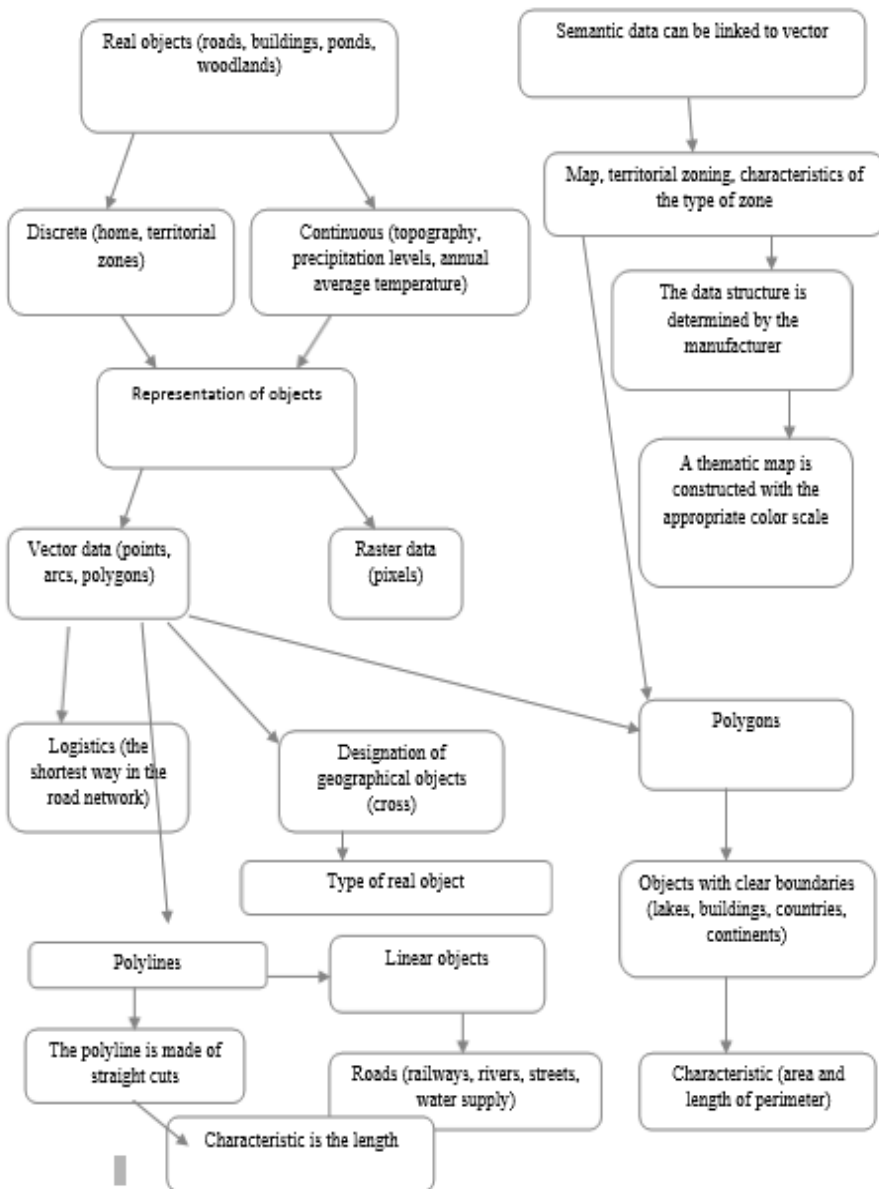 Real objects (roads, buildings, ponds,
woodlands)
Semantic data can be linked to vector
Map, territorial zoning, characteristics of
the type of zone
Discrete (home, territorial
zones)
Continuous (topography,
precipitation levels, annual
average temperature)
The data structure is
determined by the
manufacturer
Representation of objects
A thematic map is
constructed with the
appropriate color scale
Vector data (points,
arcs, polygons)
Raster data
(pixels)
Logistics (the
shortest way in the
road network)
Designation of
geographical objects
(cross)
Polygons
Type of real object
Objects with clear boundaries
(lakes, buildings, countries,
continents)
Polylines
Linear objects
The polyline is made of
straight cuts
Roads (railways, rivers, streets,
water supply)
Characteristic (area and
length of perimeter)
Characteristic is the length